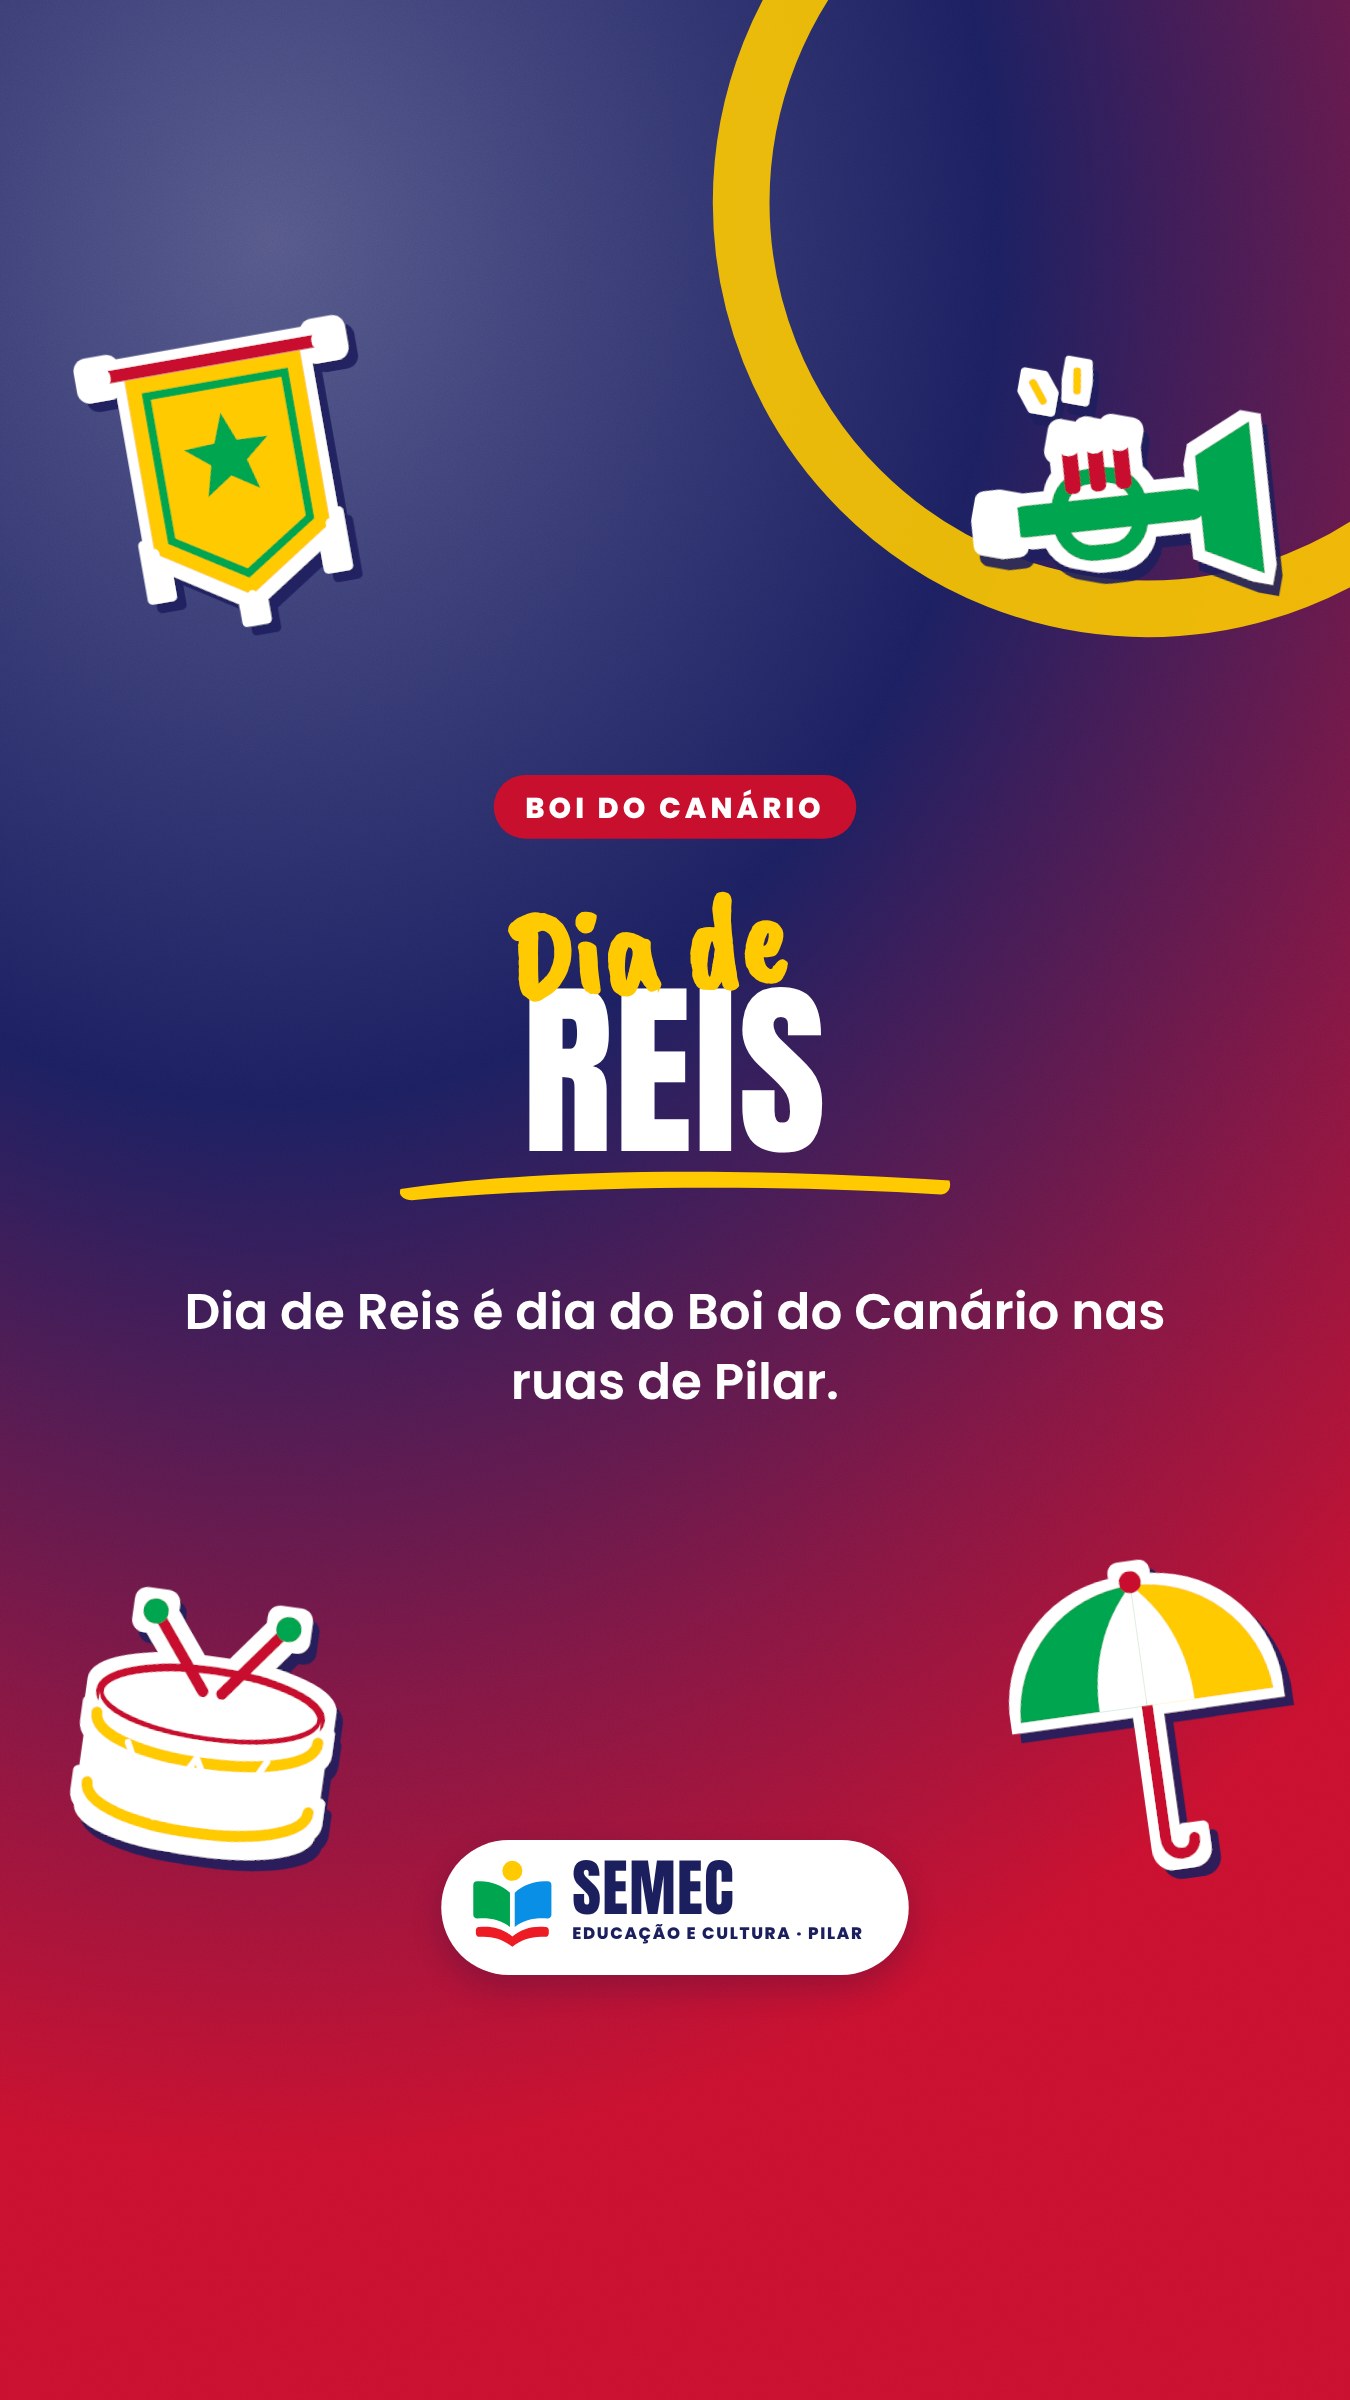 BOI DO CANÁRIO
Dia de
REIS
Dia de Reis é dia do Boi do Canário nas
ruas de Pilar.
SEMEC
EDUCAÇÃO E CULTURA · PILAR